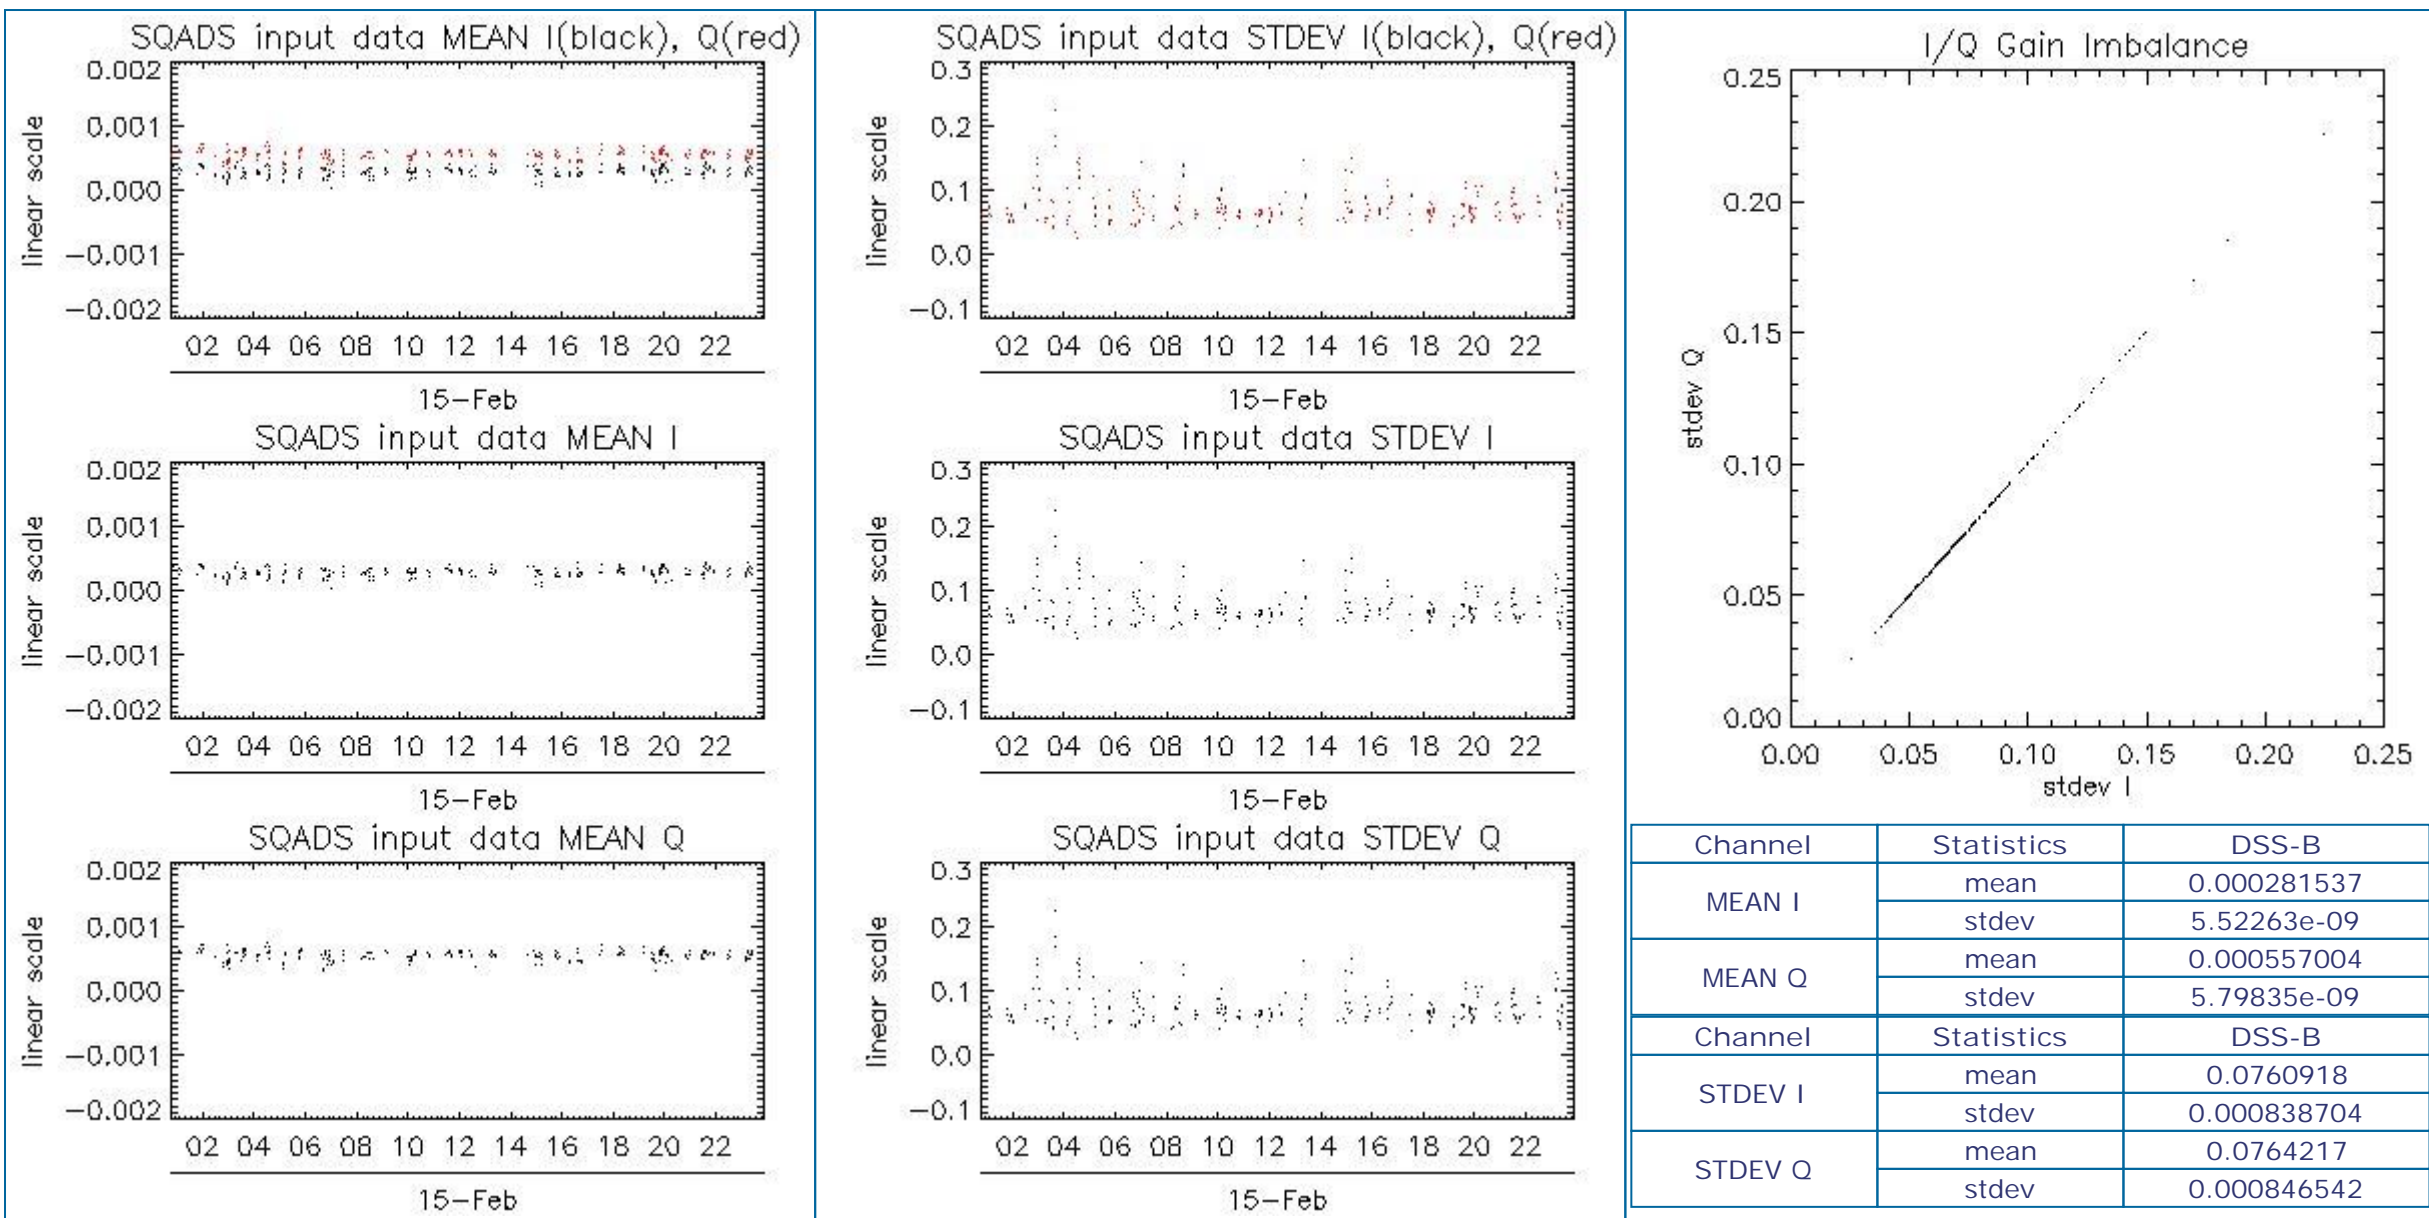 SQADS input data MEAN I(black), Q(red)
0.002
0.001
0.000
-0.001
-0.002
linear scale
02 04 06 08 10 12 14 16 18 20 22
15-Feb
SQADS input data MEAN I
0.002
0.001
0.000
-0.001
-0.002
linear scale
02 04 06 08 10 12 14 16 18 20 22
15-Feb
SQADS input data MEAN Q
0.002
0.001
0.000
-0.001
-0.002
linear scale
02 04 06 08 10 12 14 16 18 20 22
15-Feb
SQADS input data STDEV I(black), Q(red)
0.3
0.2
0.1
0.0
-0.1
linear scale
02 04 06 08 10 12 14 16 18 20 22
15-Feb
SQADS input data STDEV I
0.3
0.2
0.1
0.0
-0.1
linear scale
02 04 06 08 10 12 14 16 18 20 22
15-Feb
SQADS input data STDEV Q
0.3
0.2
0.1
0.0
-0.1
linear scale
02 04 06 08 10 12 14 16 18 20 22
15-Feb
I/Q Gain Imbalance
0.25
0.20
0.15
0.10
0.05
0.00
stdev Q
0.00 0.05 0.10 0.15 0.20 0.25
stdev I
Channel Statistics DSS-B
MEAN I mean 0.000281537
stdev 5.52263e-09
MEAN Q mean 0.000557004
stdev 5.79835e-09
Channel Statistics DSS-B
STDEV I mean 0.0760918
stdev 0.000838704
STDEV Q mean 0.0764217
stdev 0.000846542